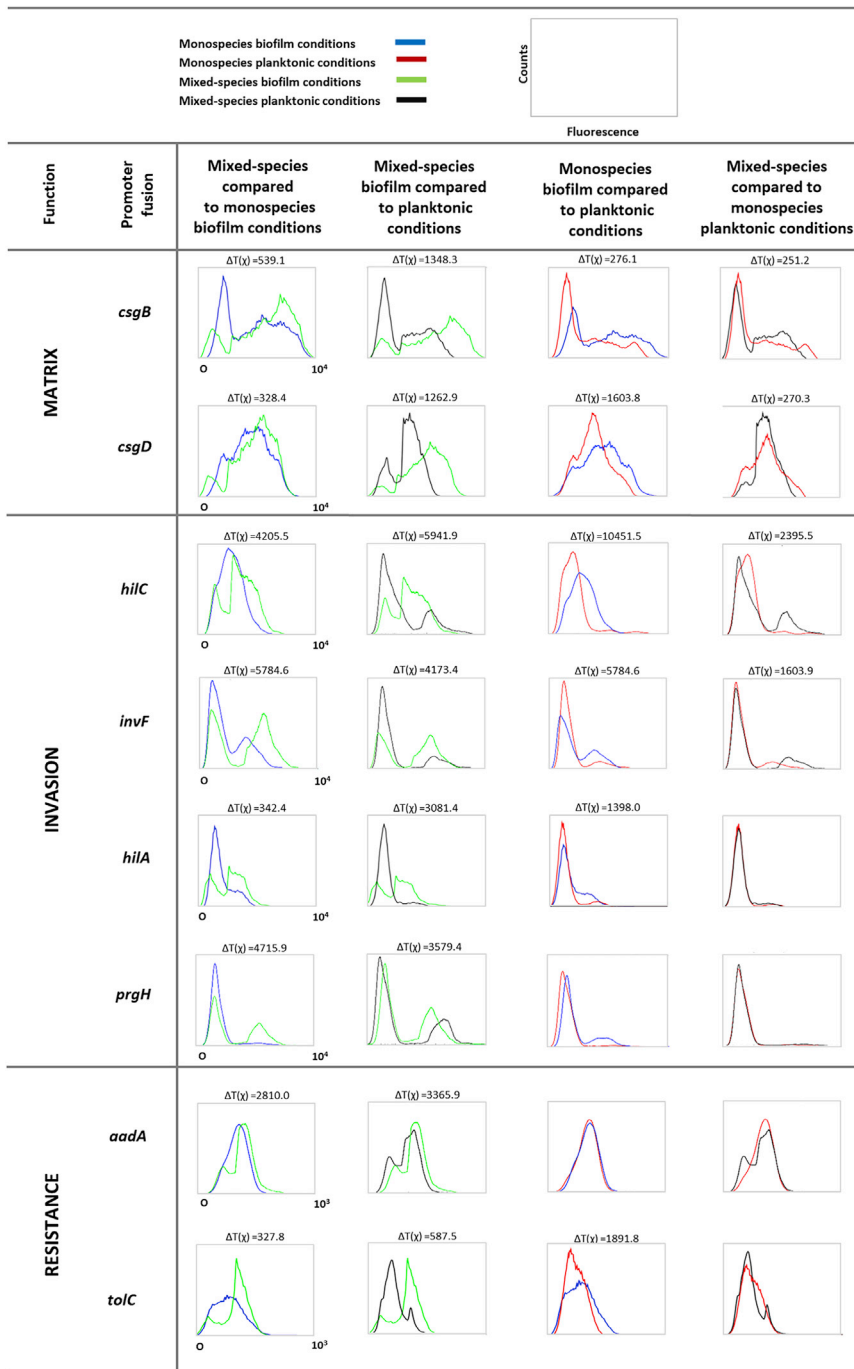 Monospecies biofilm conditions
Monospecies planktonic conditions
Mixed-species biofilm conditions
Mixed-species planktonic conditions
Counts
Fluorescence
Function
Promoter
fusion
Mixed-species
compared
to monospecies
biofilm conditions
Mixed-species
biofilm compared
to planktonic
conditions
Monospecies
biofilm compared
to planktonic
conditions
Mixed-species
compared to
monospecies
planktonic conditions
MATRIX
csgB
ΔT(χ) =539.1
ΔT(χ) =1348.3
ΔT(χ) =276.1
ΔT(χ) =251.2
O
10⁴
csgD
ΔT(χ) =328.4
ΔT(χ) =1262.9
ΔT(χ) =1603.8
ΔT(χ) =270.3
O
10⁴
INVASION
hilC
ΔT(χ) =4205.5
ΔT(χ) =5941.9
ΔT(χ) =10451.5
ΔT(χ) =2395.5
O
10⁴
invF
ΔT(χ) =5784.6
ΔT(χ) =4173.4
ΔT(χ) =5784.6
ΔT(χ) =1603.9
O
10⁴
hilA
ΔT(χ) =342.4
ΔT(χ) =3081.4
ΔT(χ) =1398.0
O
10⁴
prgH
ΔT(χ) =4715.9
ΔT(χ) =3579.4
O
10⁴
RESISTANCE
aadA
ΔT(χ) =2810.0
ΔT(χ) =3365.9
O
10³
tolC
ΔT(χ) =327.8
ΔT(χ) =587.5
ΔT(χ) =1891.8
O
10³